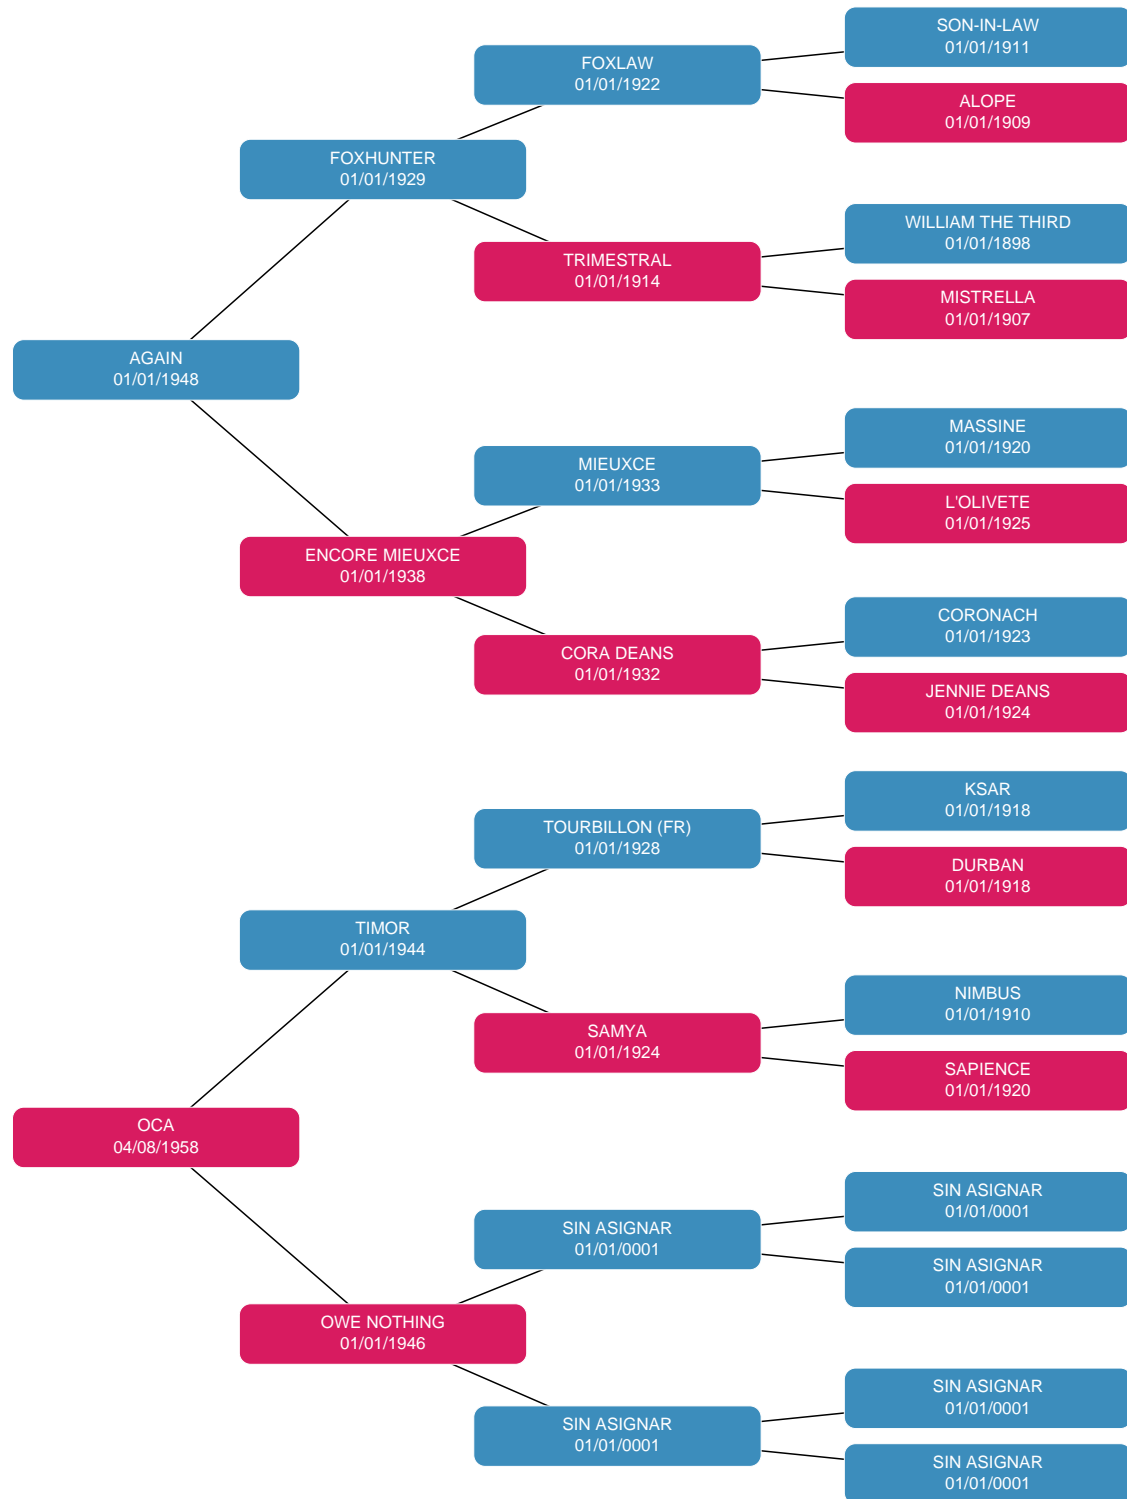 SON-IN-LAW
01/01/1911
FOXLAW
01/01/1922
ALOPE
01/01/1909
FOXHUNTER
01/01/1929
WILLIAM THE THIRD
01/01/1898
TRIMESTRAL
01/01/1914
MISTRELLA
01/01/1907
AGAIN
01/01/1948
MASSINE
01/01/1920
MIEUXCE
01/01/1933
L'OLIVETE
01/01/1925
ENCORE MIEUXCE
01/01/1938
CORONACH
01/01/1923
CORA DEANS
01/01/1932
JENNIE DEANS
01/01/1924
KSAR
01/01/1918
TOURBILLON (FR)
01/01/1928
DURBAN
01/01/1918
TIMOR
01/01/1944
NIMBUS
01/01/1910
SAMYA
01/01/1924
SAPIENCE
01/01/1920
OCA
04/08/1958
SIN ASIGNAR
01/01/0001
SIN ASIGNAR
01/01/0001
SIN ASIGNAR
01/01/0001
OWE NOTHING
01/01/1946
SIN ASIGNAR
01/01/0001
SIN ASIGNAR
01/01/0001
SIN ASIGNAR
01/01/0001